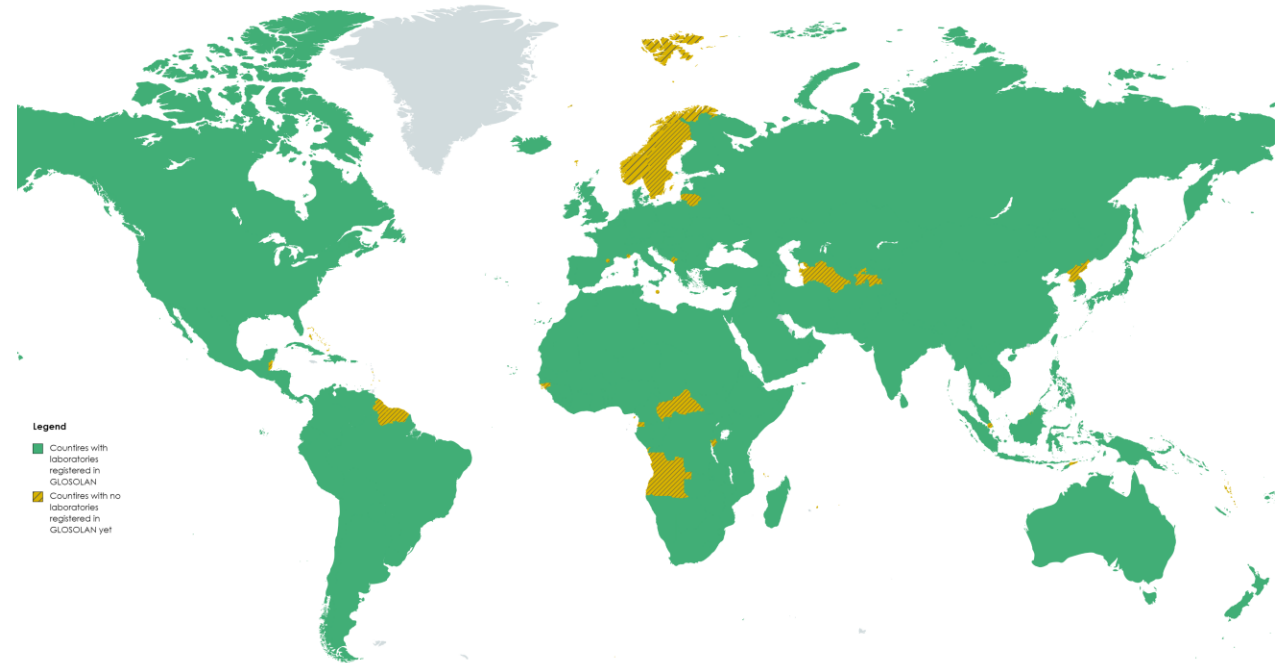 Legend
Countires with
laboratories
registered in
GLOSOLAN
Countires with no
laboratories
registered in
GLOSOLAN yet